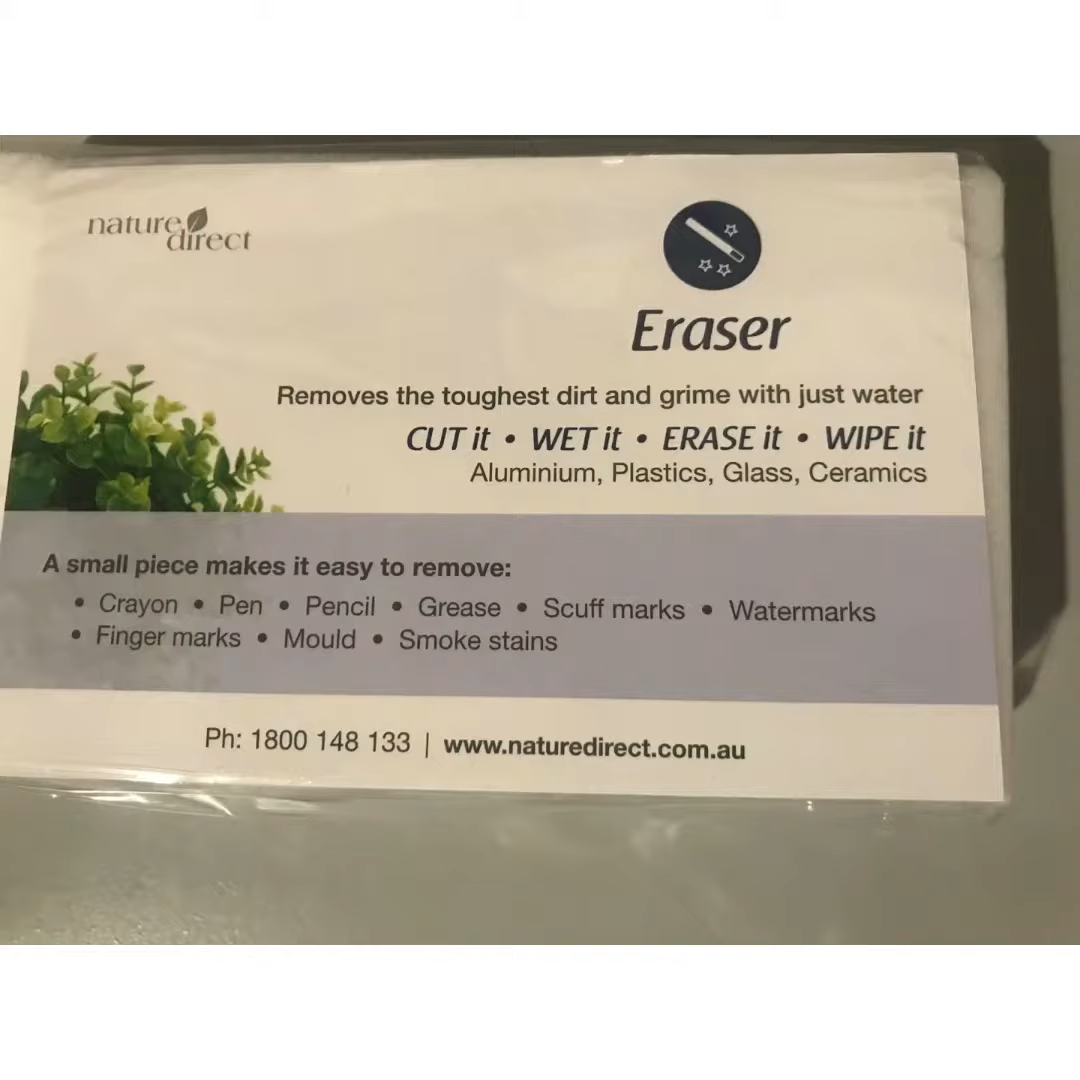 nature
direct
Eraser
Removes the toughest dirt and grime with just water
CUT it • WET it • ERASE it • WIPE it
Aluminium, Plastics, Glass, Ceramics
A small piece makes it easy to remove:
• Crayon • Pen • Pencil • Grease • Scuff marks • Watermarks
• Finger marks • Mould • Smoke stains
Ph: 1800 148 133 | www.naturedirect.com.au